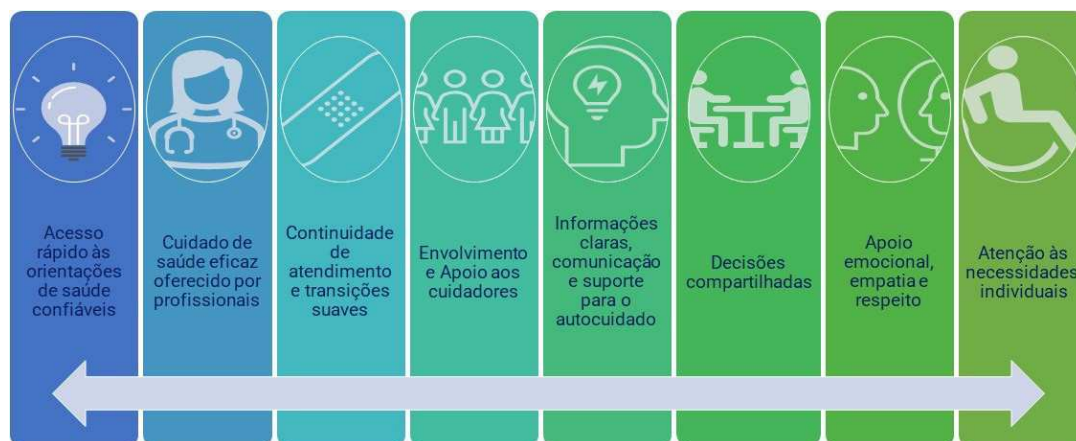 Acesso
rápido às
orientações
de saúde
confiáveis
Cuidado de
saúde eficaz
oferecido por
profissionais
Continuidade
de
atendimento
e transições
suaves
Envolvimento
e Apoio aos
cuidadores
Informações
claras,
comunicação
e suporte
para o
autocuidado
Decisões
compartilhadas
Apoio
emocional,
empatia e
respeito
Atenção às
necessidades
individuais